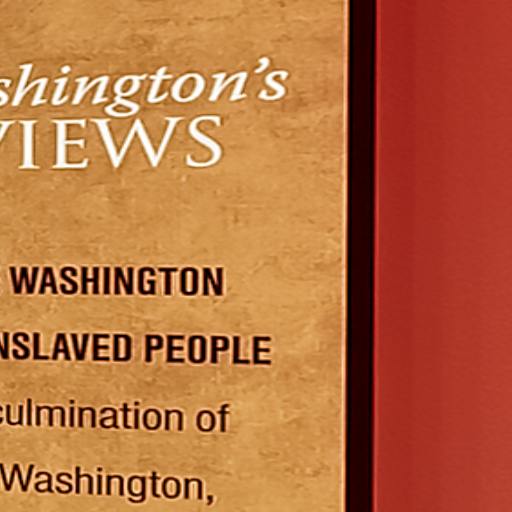 shington's
VIEWS
WASHINGTON
NSLAVED PEOPLE
culmination of
Washington,